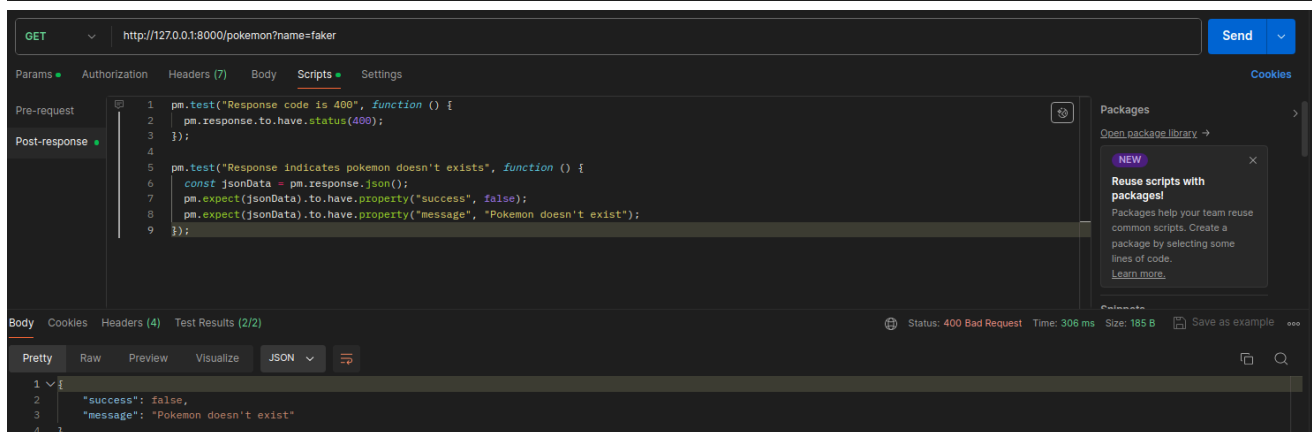 GET http://127.0.0.1:8000/pokemon?name=faker Send
Params Authorization Headers (7) Body Scripts Settings Cookies
Pre-request
Post-response
1 pm.test("Response code is 400", function () {
2 pm.response.to.have.status(400);
3 });
4
5 pm.test("Response indicates pokemon doesn't exists", function () {
6 const jsonData = pm.response.json();
7 pm.expect(jsonData).to.have.property("success", false);
8 pm.expect(jsonData).to.have.property("message", "Pokemon doesn't exist");
9 });
Packages
Open package library →
NEW
Reuse scripts with
packages!
Packages help your team reuse
common scripts. Create a
package by selecting some
lines of code.
Learn more.
Snippets
Body Cookies Headers (4) Test Results (2/2) Status: 400 Bad Request Time: 306 ms Size: 185 B Save as example
Pretty Raw Preview Visualize JSON
1 {
2 "success": false,
3 "message": "Pokemon doesn't exist"
4 }